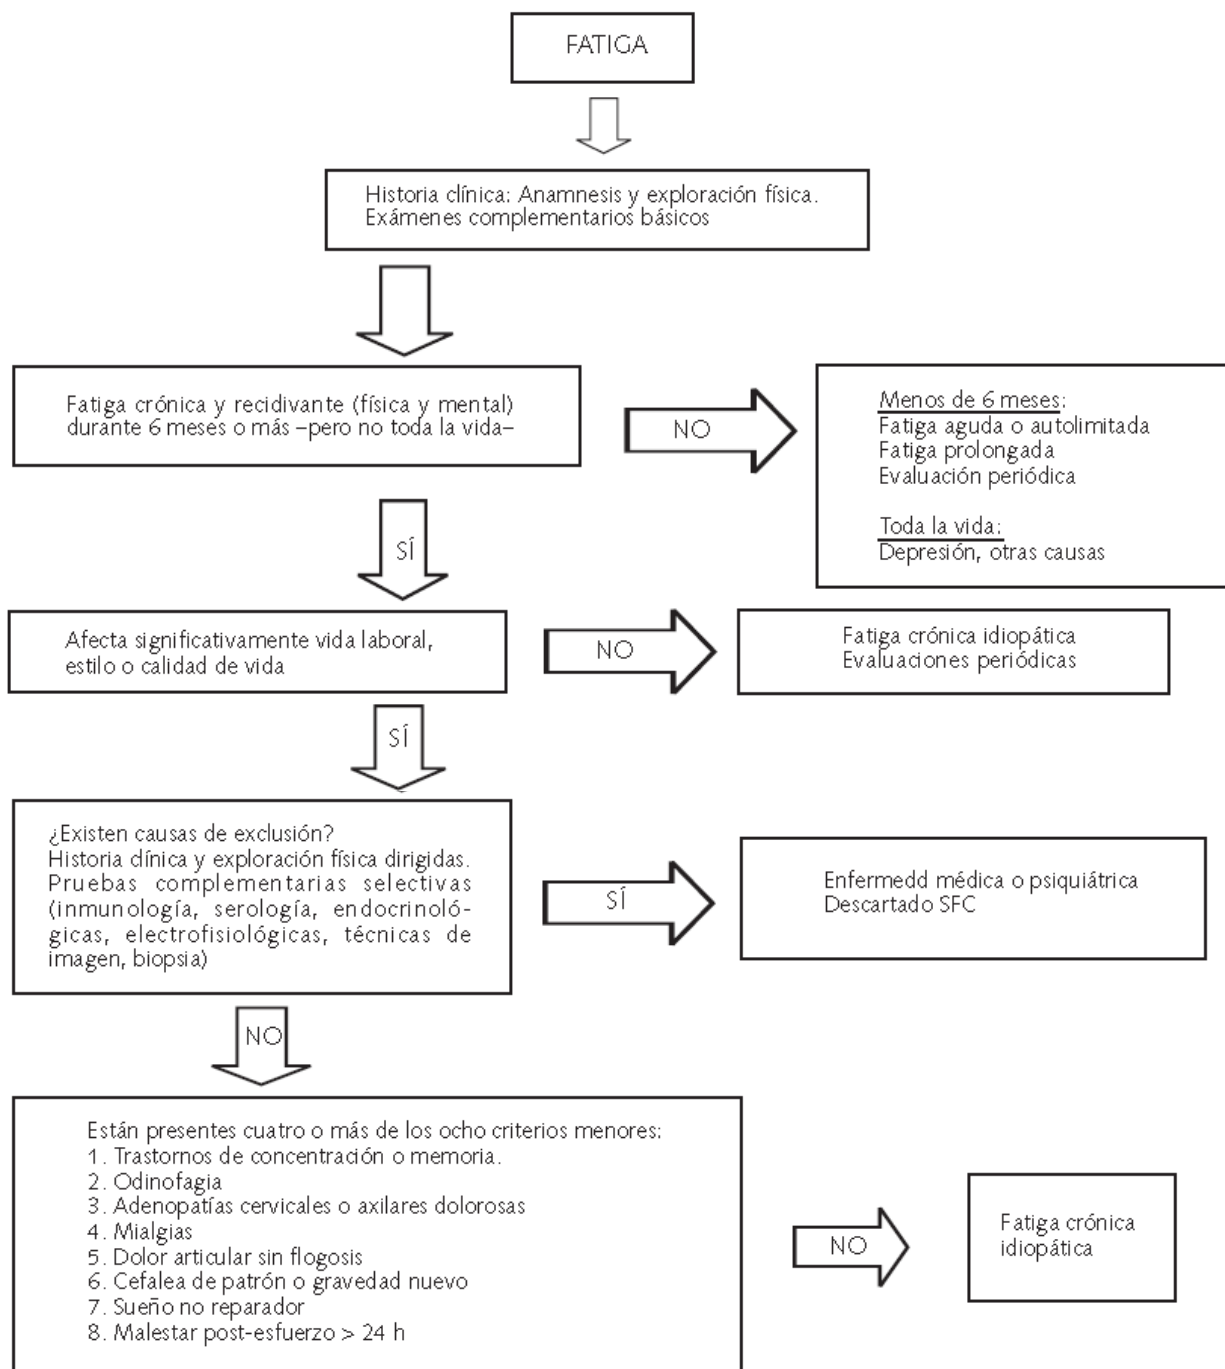 FATIGA
Historia clínica: Anamnesis y exploración física.
Exámenes complementarios básicos
Fatiga crónica y recidivante (física y mental)
durante 6 meses o más –pero no toda la vida–
NO
Menos de 6 meses:
Fatiga aguda o autolimitada
Fatiga prolongada
Evaluación periódica
Toda la vida:
Depresión, otras causas
SÍ
Afecta significativamente vida laboral,
estilo o calidad de vida
NO
Fatiga crónica idiopática
Evaluaciones periódicas
SÍ
¿Existen causas de exclusión?
Historia clínica y exploración física dirigidas.
Pruebas complementarias selectivas
(inmunología, serología, endocrinoló-
gicas, electrofisiológicas, técnicas de
imagen, biopsia)
SÍ
Enfermedd médica o psiquiátrica
Descartado SFC
NO
Están presentes cuatro o más de los ocho criterios menores:
1. Trastornos de concentración o memoria.
2. Odinofagia
3. Adenopatías cervicales o axilares dolorosas
4. Mialgias
5. Dolor articular sin flogosis
6. Cefalea de patrón o gravedad nuevo
7. Sueño no reparador
8. Malestar post-esfuerzo > 24 h
NO
Fatiga crónica
idiopática